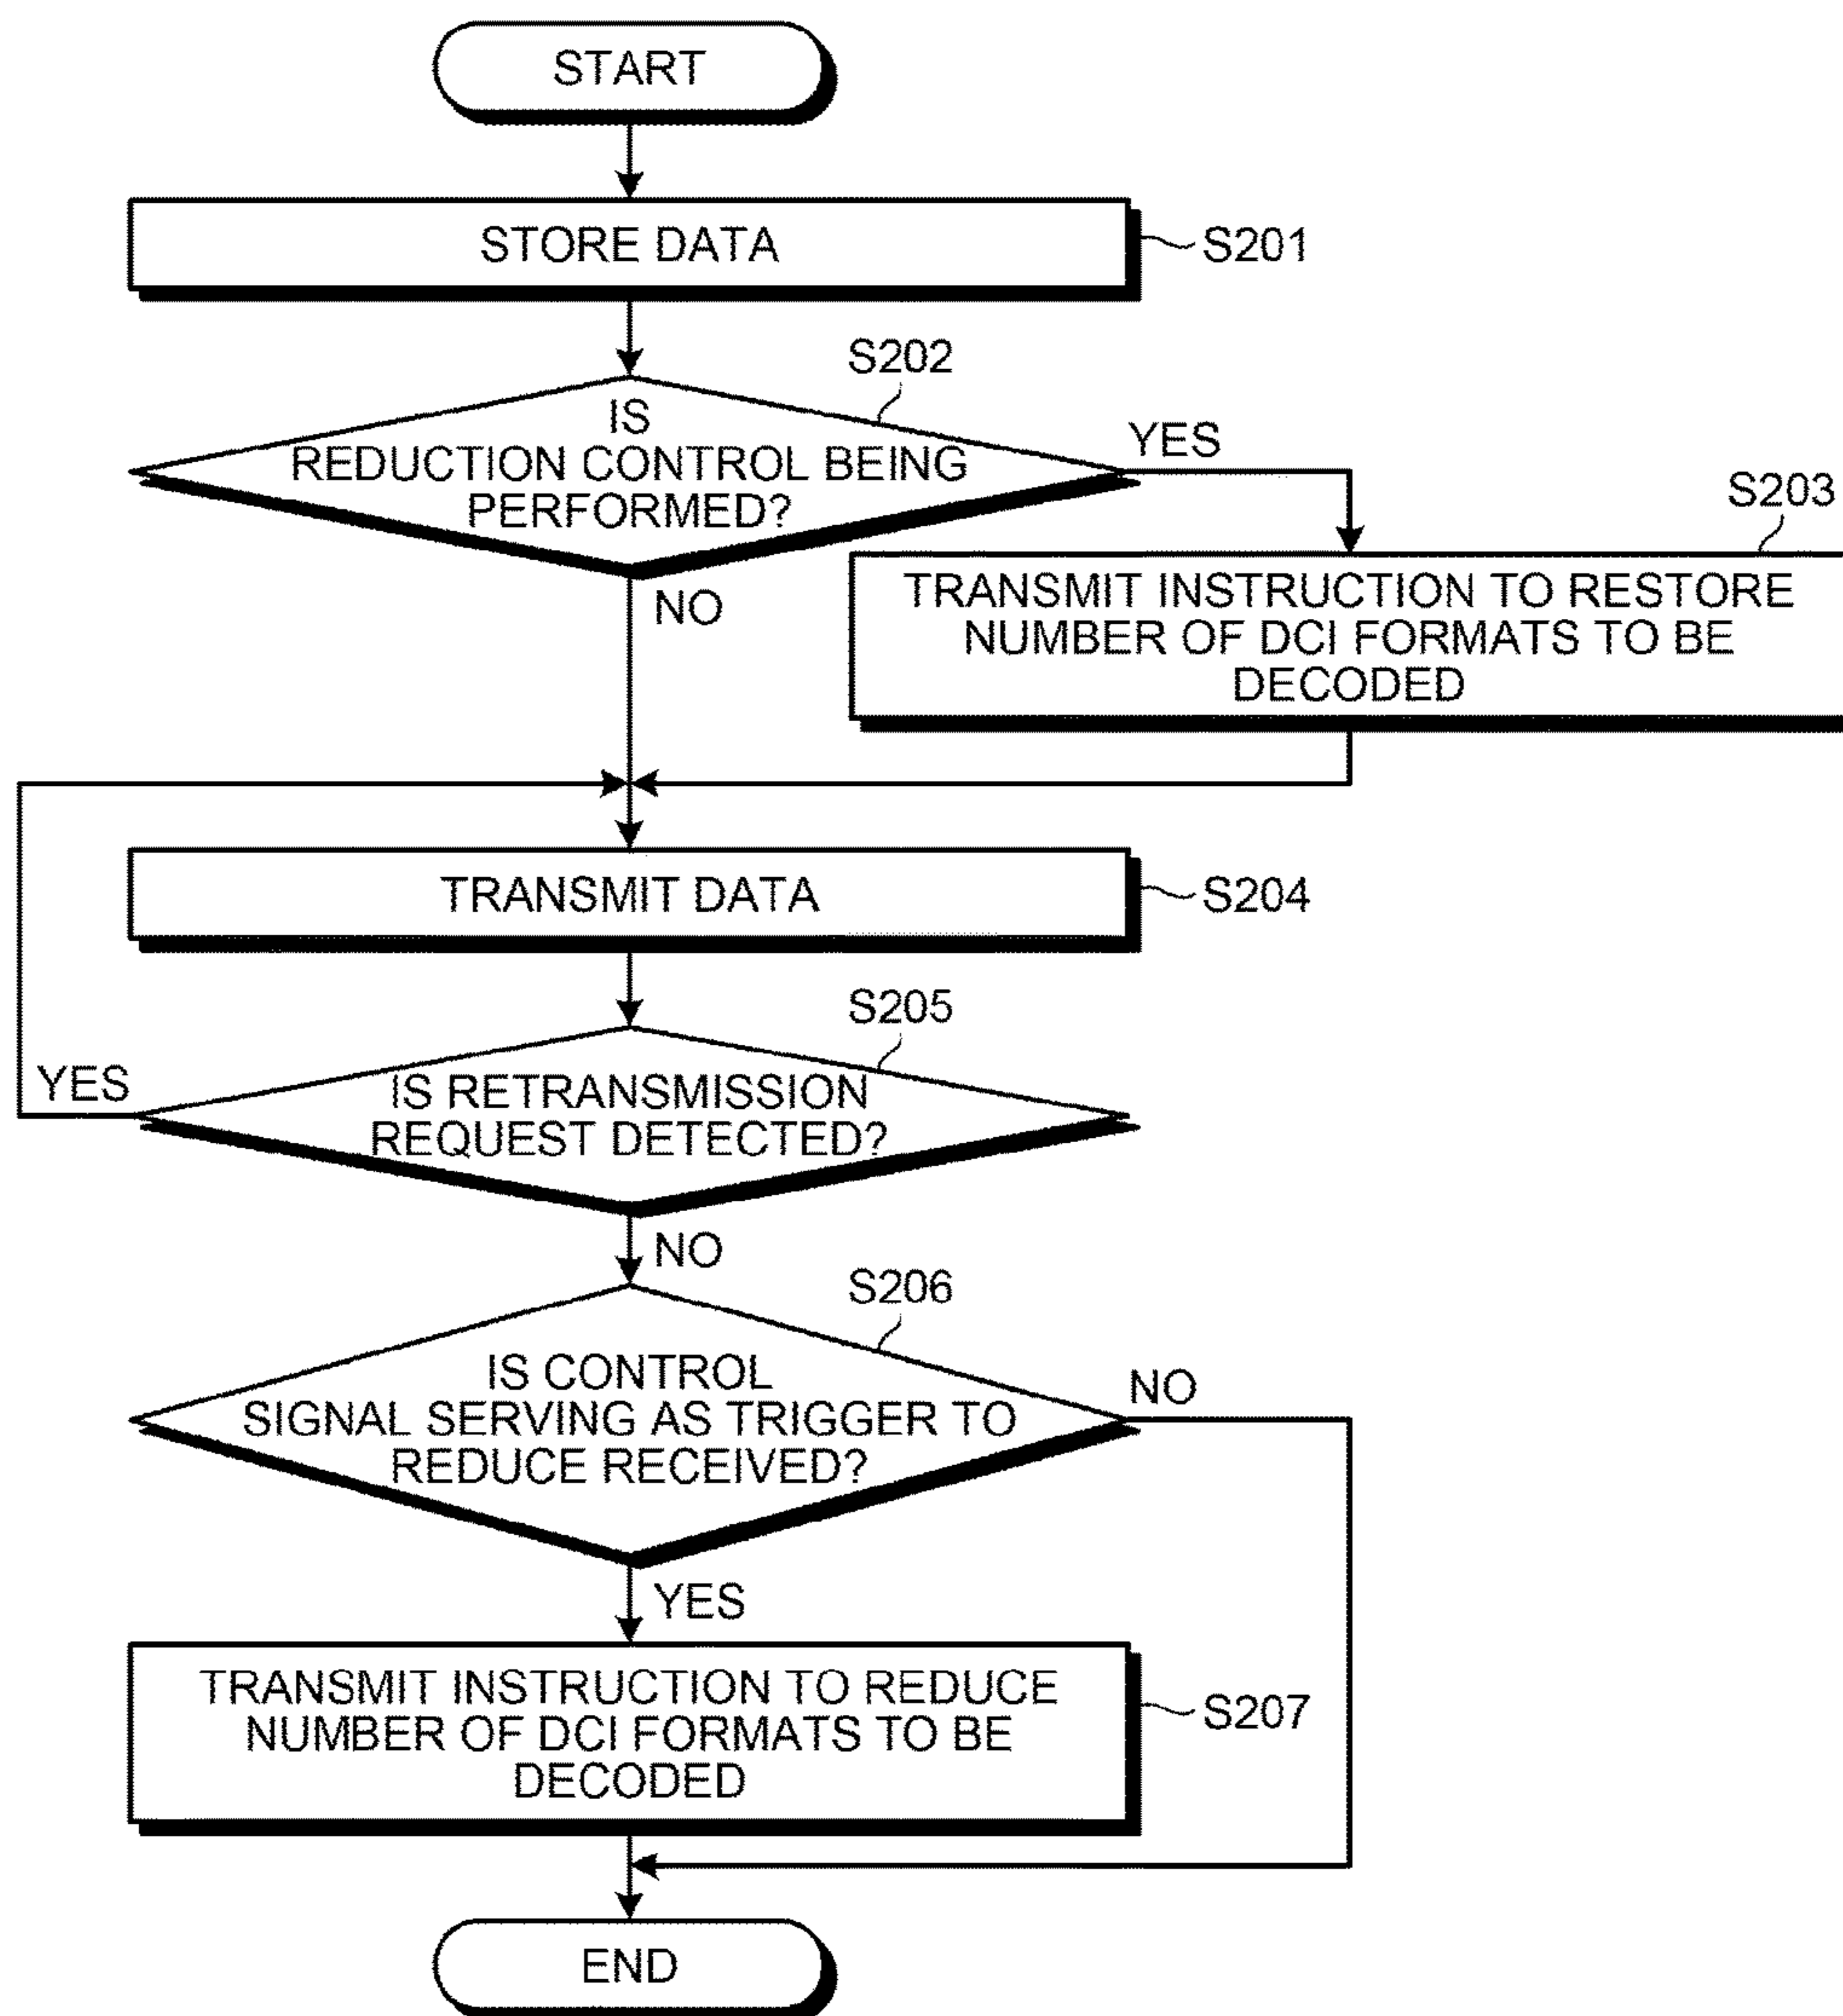 START
STORE DATA
S201
S202
IS
REDUCTION CONTROL BEING
PERFORMED?
YES
NO
S203
TRANSMIT INSTRUCTION TO RESTORE
NUMBER OF DCI FORMATS TO BE
DECODED
TRANSMIT DATA
S204
S205
IS RETRANSMISSION
REQUEST DETECTED?
YES
NO
S206
IS CONTROL
SIGNAL SERVING AS TRIGGER TO
REDUCE RECEIVED?
NO
YES
TRANSMIT INSTRUCTION TO REDUCE
NUMBER OF DCI FORMATS TO BE
DECODED
S207
END